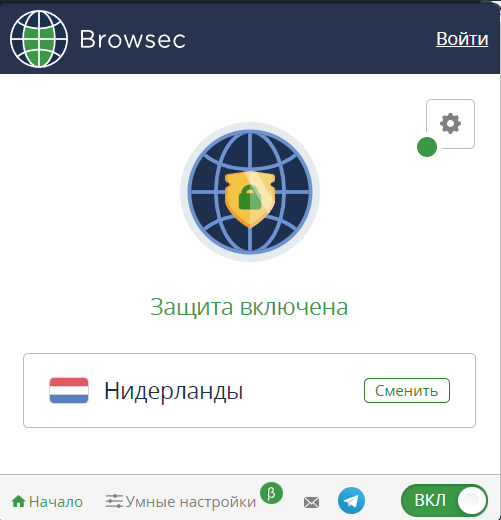 Browsec
Войти
Защита включена
Нидерланды
Сменить
Начало
Умные настройки
β
ВКЛ